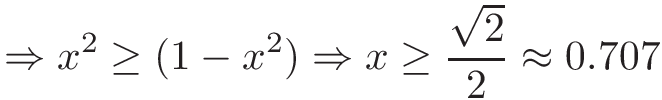 ⇒ x² ≥ (1 − x²) ⇒ x ≥ √2/2 ≈ 0.707